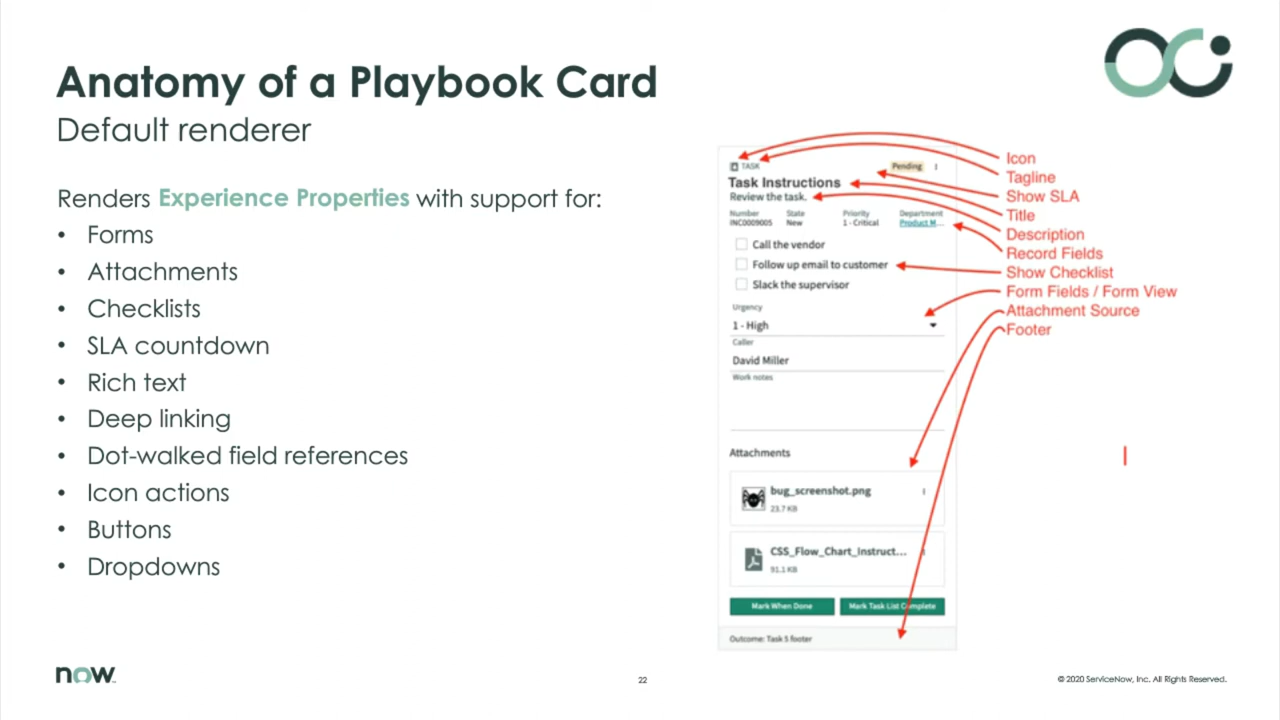 Anatomy of a Playbook Card
Default renderer
Renders Experience Properties with support for:
• Forms
• Attachments
• Checklists
• SLA countdown
• Rich text
• Deep linking
• Dot-walked field references
• Icon actions
• Buttons
• Dropdowns
TASK
Pending
Task Instructions
Review the task.
Number State Priority Department
INC0009005 New 1 - Critical Product M...
Call the vendor
Follow up email to customer
Slack the supervisor
Urgency
1 - High
Caller
David Miller
Work notes
Attachments
bug_screenshot.png
23.7 KB
CSS_Flow_Chart_Instruct...
91.1 KB
Mark When Done Mark Task List Complete
Outcome: Task 5 footer
Icon
Tagline
Show SLA
Title
Description
Record Fields
Show Checklist
Form Fields / Form View
Attachment Source
Footer
now
22
© 2020 ServiceNow, Inc. All Rights Reserved.